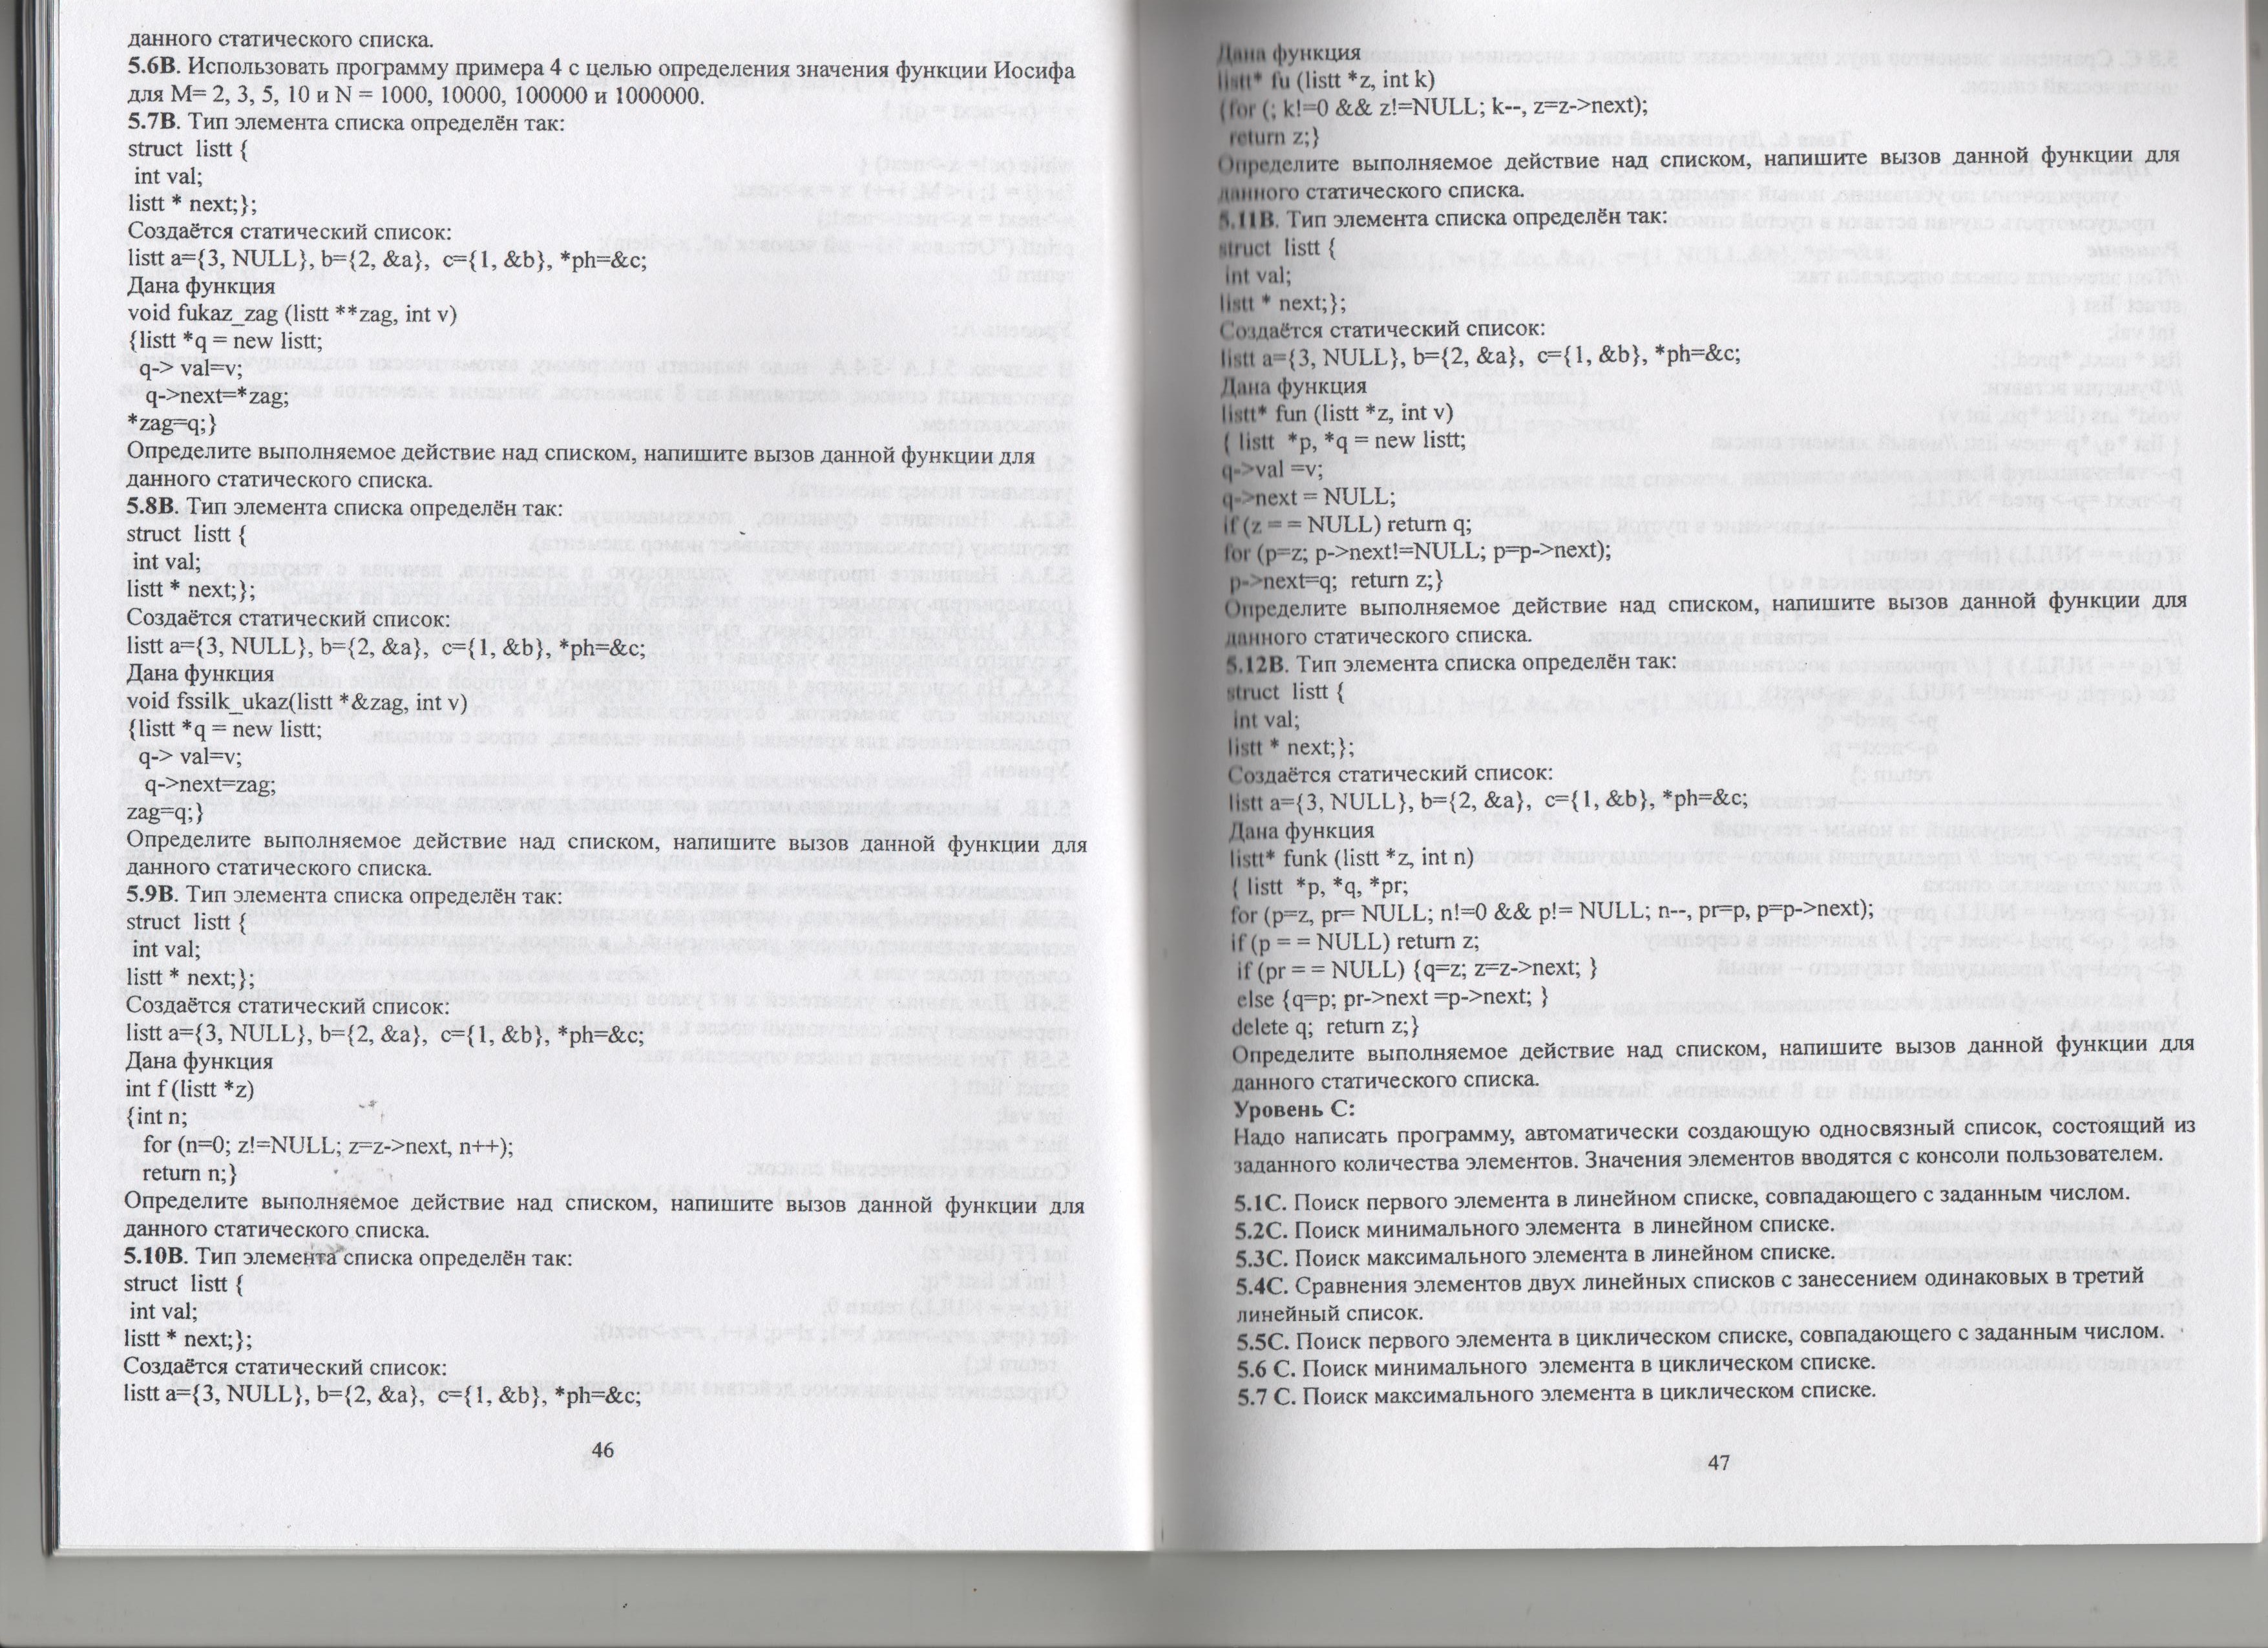 данного статического списка.
5.6В. Использовать программу примера 4 с целью определения значения функции Иосифа
для М= 2, 3, 5, 10 и N = 1000, 10000, 100000 и 1000000.
5.7В. Тип элемента списка определён так:
struct listt {
int val;
listt * next;};
Создаётся статический список:
listt a={3, NULL}, b={2, &a}, c={1, &b}, *ph=&c;
Дана функция
void fukaz_zag (listt **zag, int v)
{listt *q = new listt;
q-> val=v;
q->next=*zag;
*zag=q;}
Определите выполняемое действие над списком, напишите вызов данной функции для
данного статического списка.
5.8В. Тип элемента списка определён так:
struct listt {
int val;
listt * next;};
Создаётся статический список:
listt a={3, NULL}, b={2, &a}, c={1, &b}, *ph=&c;
Дана функция
void fssilk_ukaz(listt *&zag, int v)
{listt *q = new listt;
q-> val=v;
q->next=zag;
zag=q;}
Определите выполняемое действие над списком, напишите вызов данной функции для
данного статического списка.
5.9В. Тип элемента списка определён так:
struct listt {
int val;
listt * next;};
Создаётся статический список:
listt a={3, NULL}, b={2, &a}, c={1, &b}, *ph=&c;
Дана функция
int f (listt *z)
{int n;
for (n=0; z!=NULL; z=z->next, n++);
return n;}
Определите выполняемое действие над списком, напишите вызов данной функции для
данного статического списка.
5.10В. Тип элемента списка определён так:
struct listt {
int val;
listt * next;};
Создаётся статический список:
listt a={3, NULL}, b={2, &a}, c={1, &b}, *ph=&c;
46
Дана функция
listt* fu (listt *z, int k)
{for (; k!=0 && z!=NULL; k--, z=z->next);
return z;}
Определите выполняемое действие над списком, напишите вызов данной функции для
данного статического списка.
5.11В. Тип элемента списка определён так:
struct listt {
int val;
listt * next;};
Создаётся статический список:
listt a={3, NULL}, b={2, &a}, c={1, &b}, *ph=&c;
Дана функция
listt* fun (listt *z, int v)
{ listt *p, *q = new listt;
q->val =v;
q->next = NULL;
if (z = = NULL) return q;
for (p=z; p->next!=NULL; p=p->next);
p->next=q; return z;}
Определите выполняемое действие над списком, напишите вызов данной функции для
данного статического списка.
5.12В. Тип элемента списка определён так:
struct listt {
int val;
listt * next;};
Создаётся статический список:
listt a={3, NULL}, b={2, &a}, c={1, &b}, *ph=&c;
Дана функция
listt* funk (listt *z, int n)
{ listt *p, *q, *pr;
for (p=z, pr= NULL; n!=0 && p!= NULL; n--, pr=p, p=p->next);
if (p = = NULL) return z;
if (pr = = NULL) {q=z; z=z->next; }
else {q=p; pr->next =p->next; }
delete q; return z;}
Определите выполняемое действие над списком, напишите вызов данной функции для
данного статического списка.
Уровень С:
Надо написать программу, автоматически создающую односвязный список, состоящий из
заданного количества элементов. Значения элементов вводятся с консоли пользователем.
5.1С. Поиск первого элемента в линейном списке, совпадающего с заданным числом.
5.2С. Поиск минимального элемента в линейном списке.
5.3С. Поиск максимального элемента в линейном списке.
5.4С. Сравнения элементов двух линейных списков с занесением одинаковых в третий
линейный список.
5.5С. Поиск первого элемента в циклическом списке, совпадающего с заданным числом.
5.6 С. Поиск минимального элемента в циклическом списке.
5.7 С. Поиск максимального элемента в циклическом списке.
47